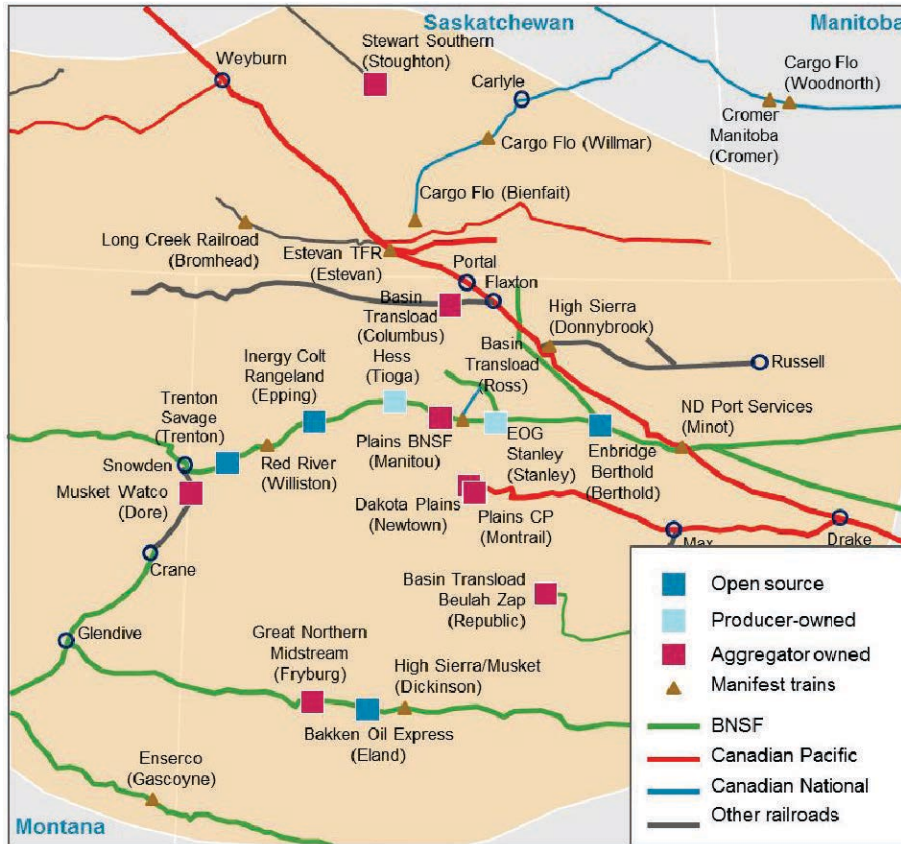 Saskatchewan
Manitoba
Weyburn
Stewart Southern
(Stoughton)
Carlyle
Cargo Flo
(Woodnorth)
Cromer
Manitoba
(Cromer)
Cargo Flo (Willmar)
Cargo Flo (Bienfait)
Long Creek Railroad
(Bromhead)
Estevan TFR
(Estevan)
Portal
Flaxton
Basin
Transload
(Columbus)
High Sierra
(Donnybrook)
Russell
Inergy Colt
Rangeland
(Epping)
Hess
(Tioga)
Basin
Transload
(Ross)
Trenton
Savage
(Trenton)
ND Port Services
(Minot)
Snowden
Red River
(Williston)
Plains BNSF
(Manitou)
EOG
Stanley
(Stanley)
Enbridge
Berthold
(Berthold)
Musket Watco
(Dore)
Dakota Plains
(Newtown)
Plains CP
(Montrail)
Max
Drake
Crane
Basin Transload
Beulah Zap
(Republic)
Glendive
Great Northern
Midstream
(Fryburg)
High Sierra/Musket
(Dickinson)
Bakken Oil Express
(Eland)
Enserco
(Gascoyne)
Montana
Open source
Producer-owned
Aggregator owned
Manifest trains
BNSF
Canadian Pacific
Canadian National
Other railroads